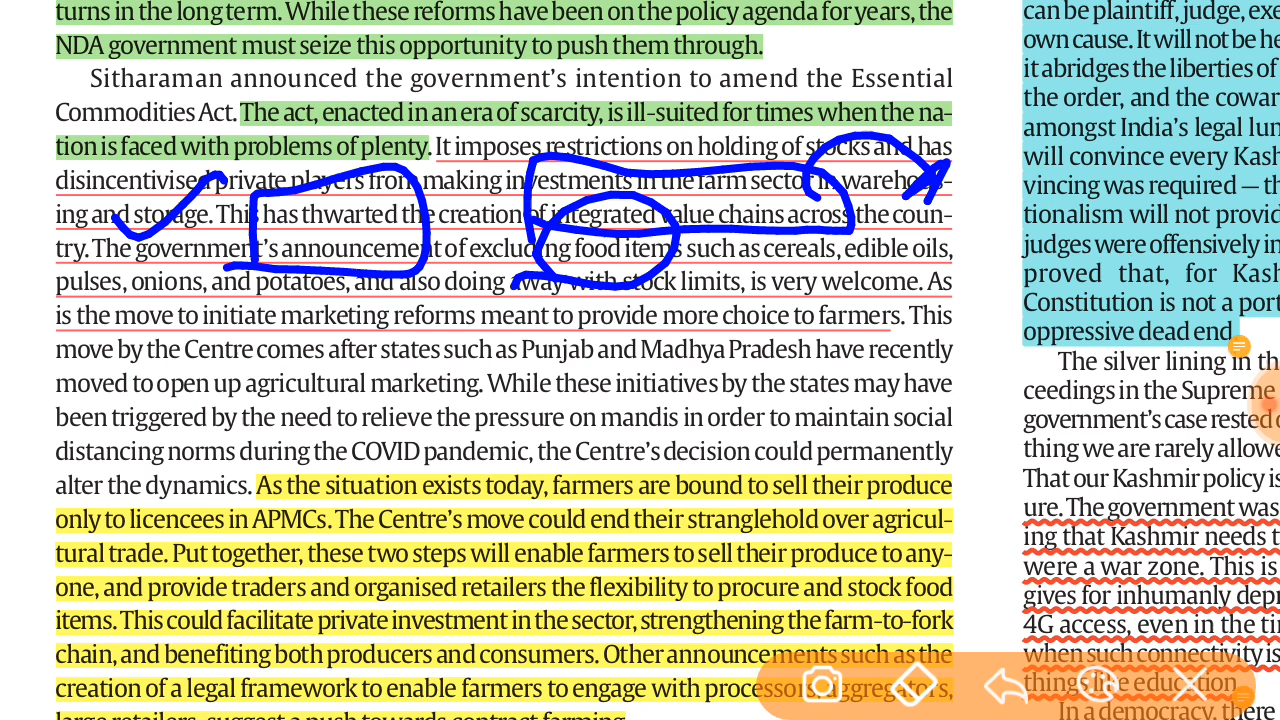 turns in the long term. While these reforms have been on the policy agenda for years, the
NDA government must seize this opportunity to push them through.
Sitharaman announced the government's intention to amend the Essential
Commodities Act. The act, enacted in an era of scarcity, is ill-suited for times when the na-
tion is faced with problems of plenty. It imposes restrictions on holding of stocks and has
disincentivised private players from making investments in the farm sector in warehous-
ing and storage. This has thwarted the creation of integrated value chains across the coun-
try. The government's announcement of excluding food items such as cereals, edible oils,
pulses, onions, and potatoes, and also doing away with stock limits, is very welcome. As
is the move to initiate marketing reforms meant to provide more choice to farmers. This
move by the Centre comes after states such as Punjab and Madhya Pradesh have recently
moved to open up agricultural marketing. While these initiatives by the states may have
been triggered by the need to relieve the pressure on mandis in order to maintain social
distancing norms during the COVID pandemic, the Centre's decision could permanently
alter the dynamics. As the situation exists today, farmers are bound to sell their produce
only to licencees in APMCs. The Centre's move could end their stranglehold over agricul-
tural trade. Put together, these two steps will enable farmers to sell their produce to any-
one, and provide traders and organised retailers the flexibility to procure and stock food
items. This could facilitate private investment in the sector, strengthening the farm-to-fork
chain, and benefiting both producers and consumers. Other announcements such as the
creation of a legal framework to enable farmers to engage with processors, aggregators,
large retailers, suggest a push towards contract farming.
can be plaintiff, judge, exe
own cause. It will not be he
it abridges the liberties of
the order, and the cowar
amongst India's legal lum
will convince every Kash
vincing was required — th
tionalism will not provid
judges were offensively in
proved that, for Kash
Constitution is not a port
oppressive dead end
The silver lining in th
ceedings in the Supreme
government's case rested o
thing we are rarely allowe
That our Kashmir policy is
ure. The government was
ing that Kashmir needs t
were a war zone. This is
gives for inhumanly depr
4G access, even in the ti
when such connectivity is
things like education
In a democracy, there